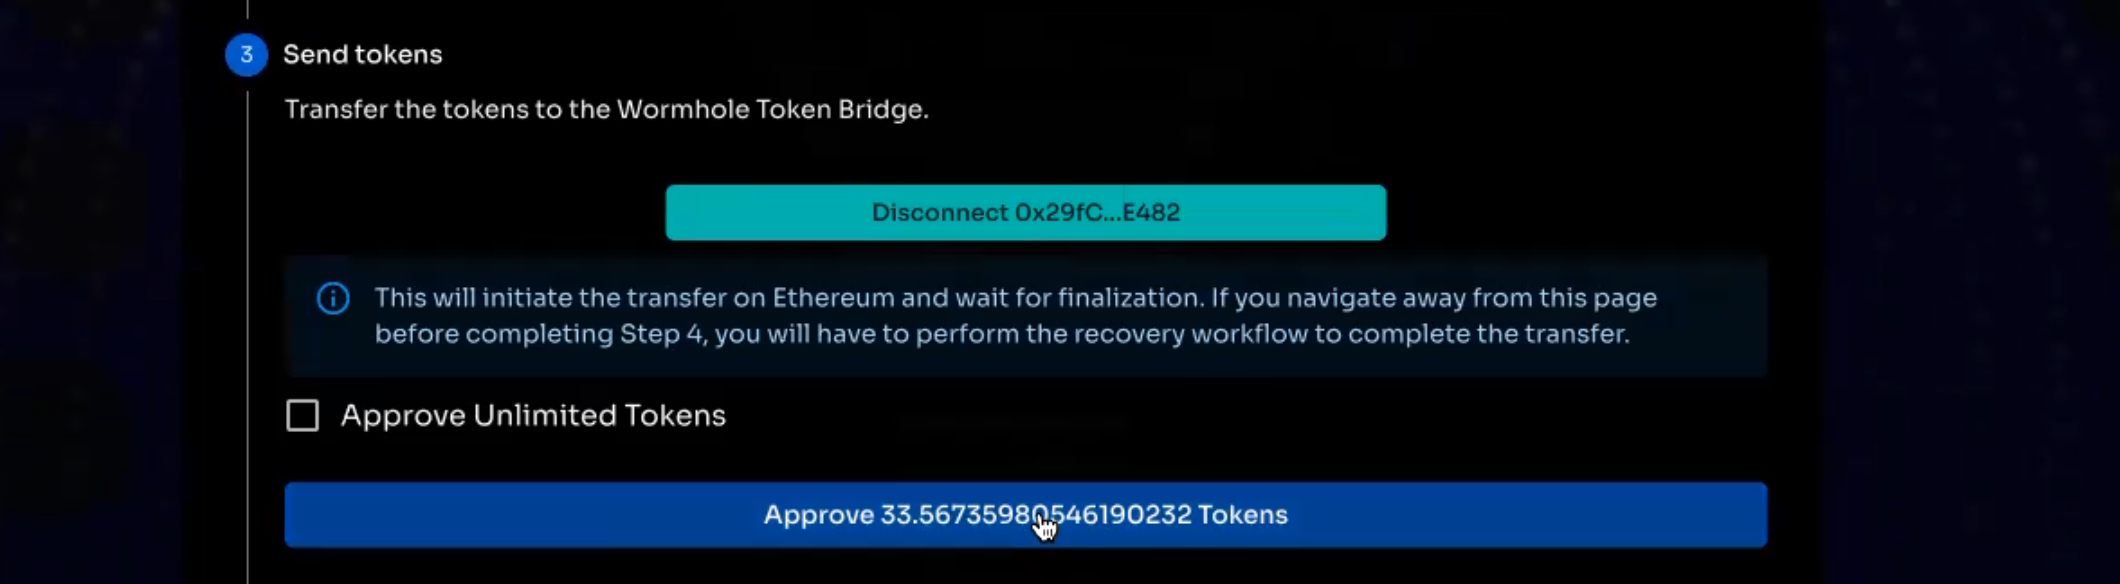 3
Send tokens
Transfer the tokens to the Wormhole Token Bridge.
Disconnect 0x29fC...E482
This will initiate the transfer on Ethereum and wait for finalization. If you navigate away from this page
before completing Step 4, you will have to perform the recovery workflow to complete the transfer.
Approve Unlimited Tokens
Approve 33.56735980546190232 Tokens